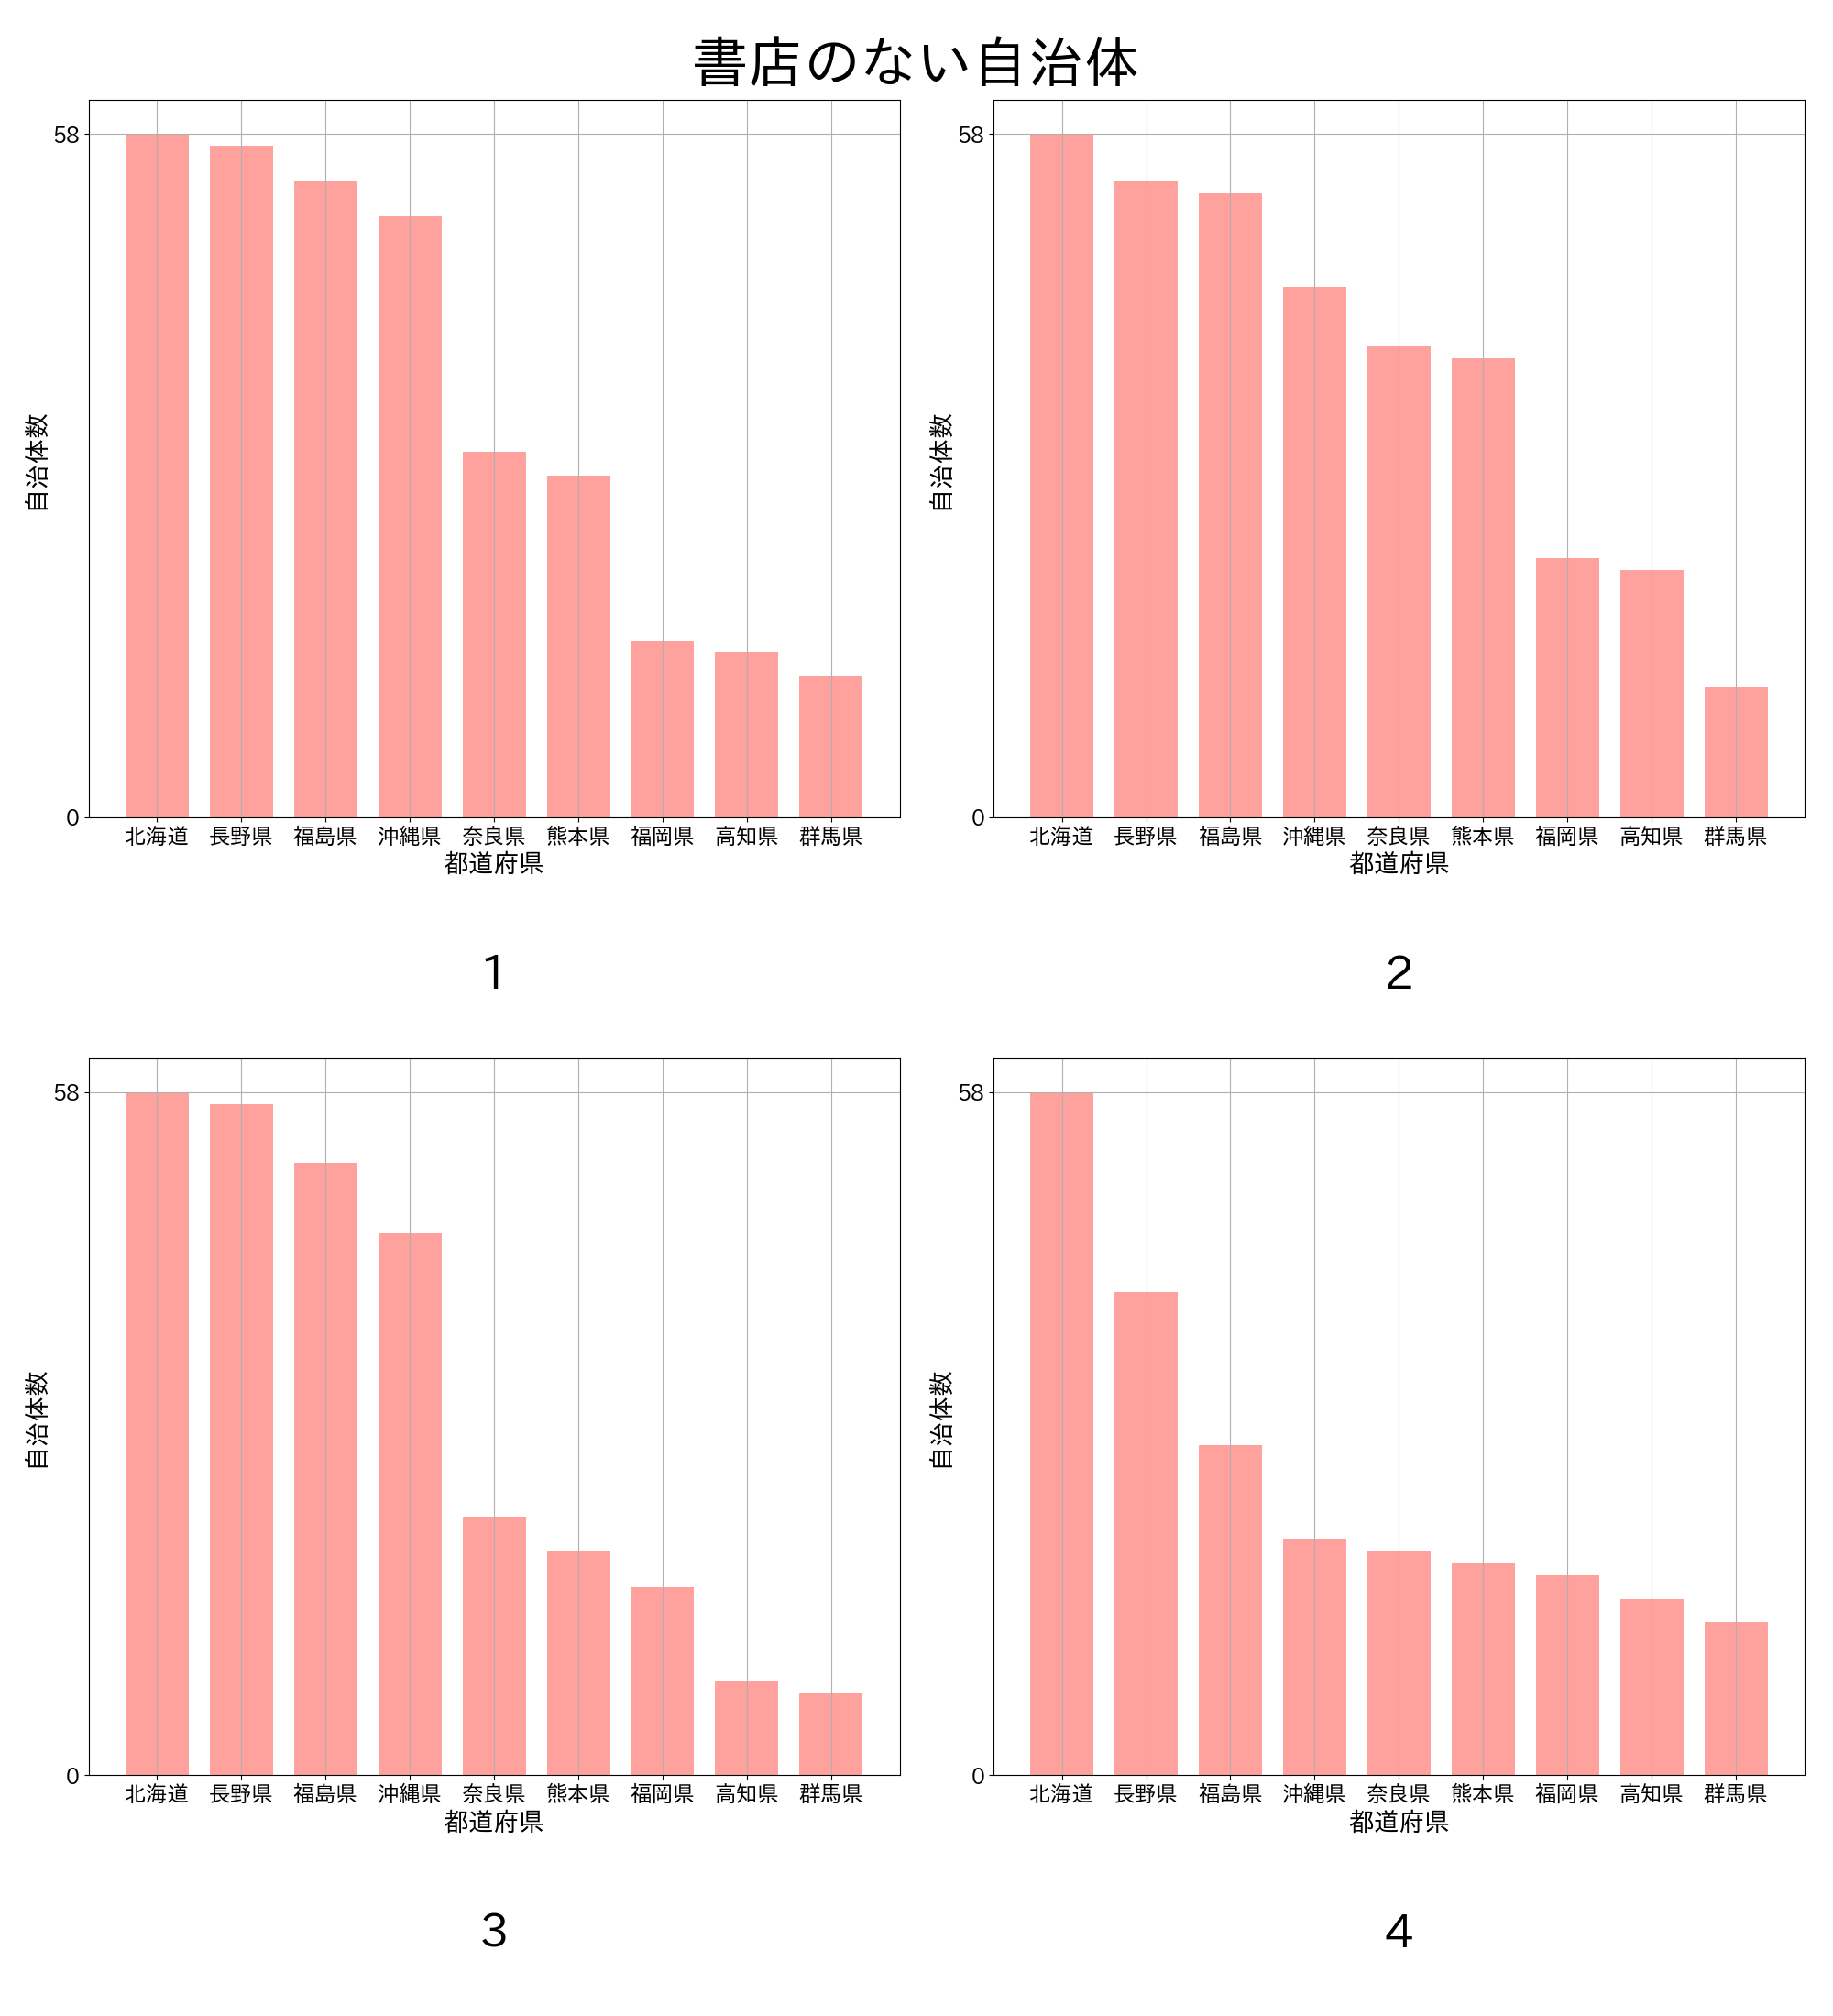 書店のない自治体
58
0
自治体数
北海道 長野県 福島県 沖縄県 奈良県 熊本県 福岡県 高知県 群馬県
都道府県
1
58
0
自治体数
北海道 長野県 福島県 沖縄県 奈良県 熊本県 福岡県 高知県 群馬県
都道府県
2
58
0
自治体数
北海道 長野県 福島県 沖縄県 奈良県 熊本県 福岡県 高知県 群馬県
都道府県
3
58
0
自治体数
北海道 長野県 福島県 沖縄県 奈良県 熊本県 福岡県 高知県 群馬県
都道府県
4